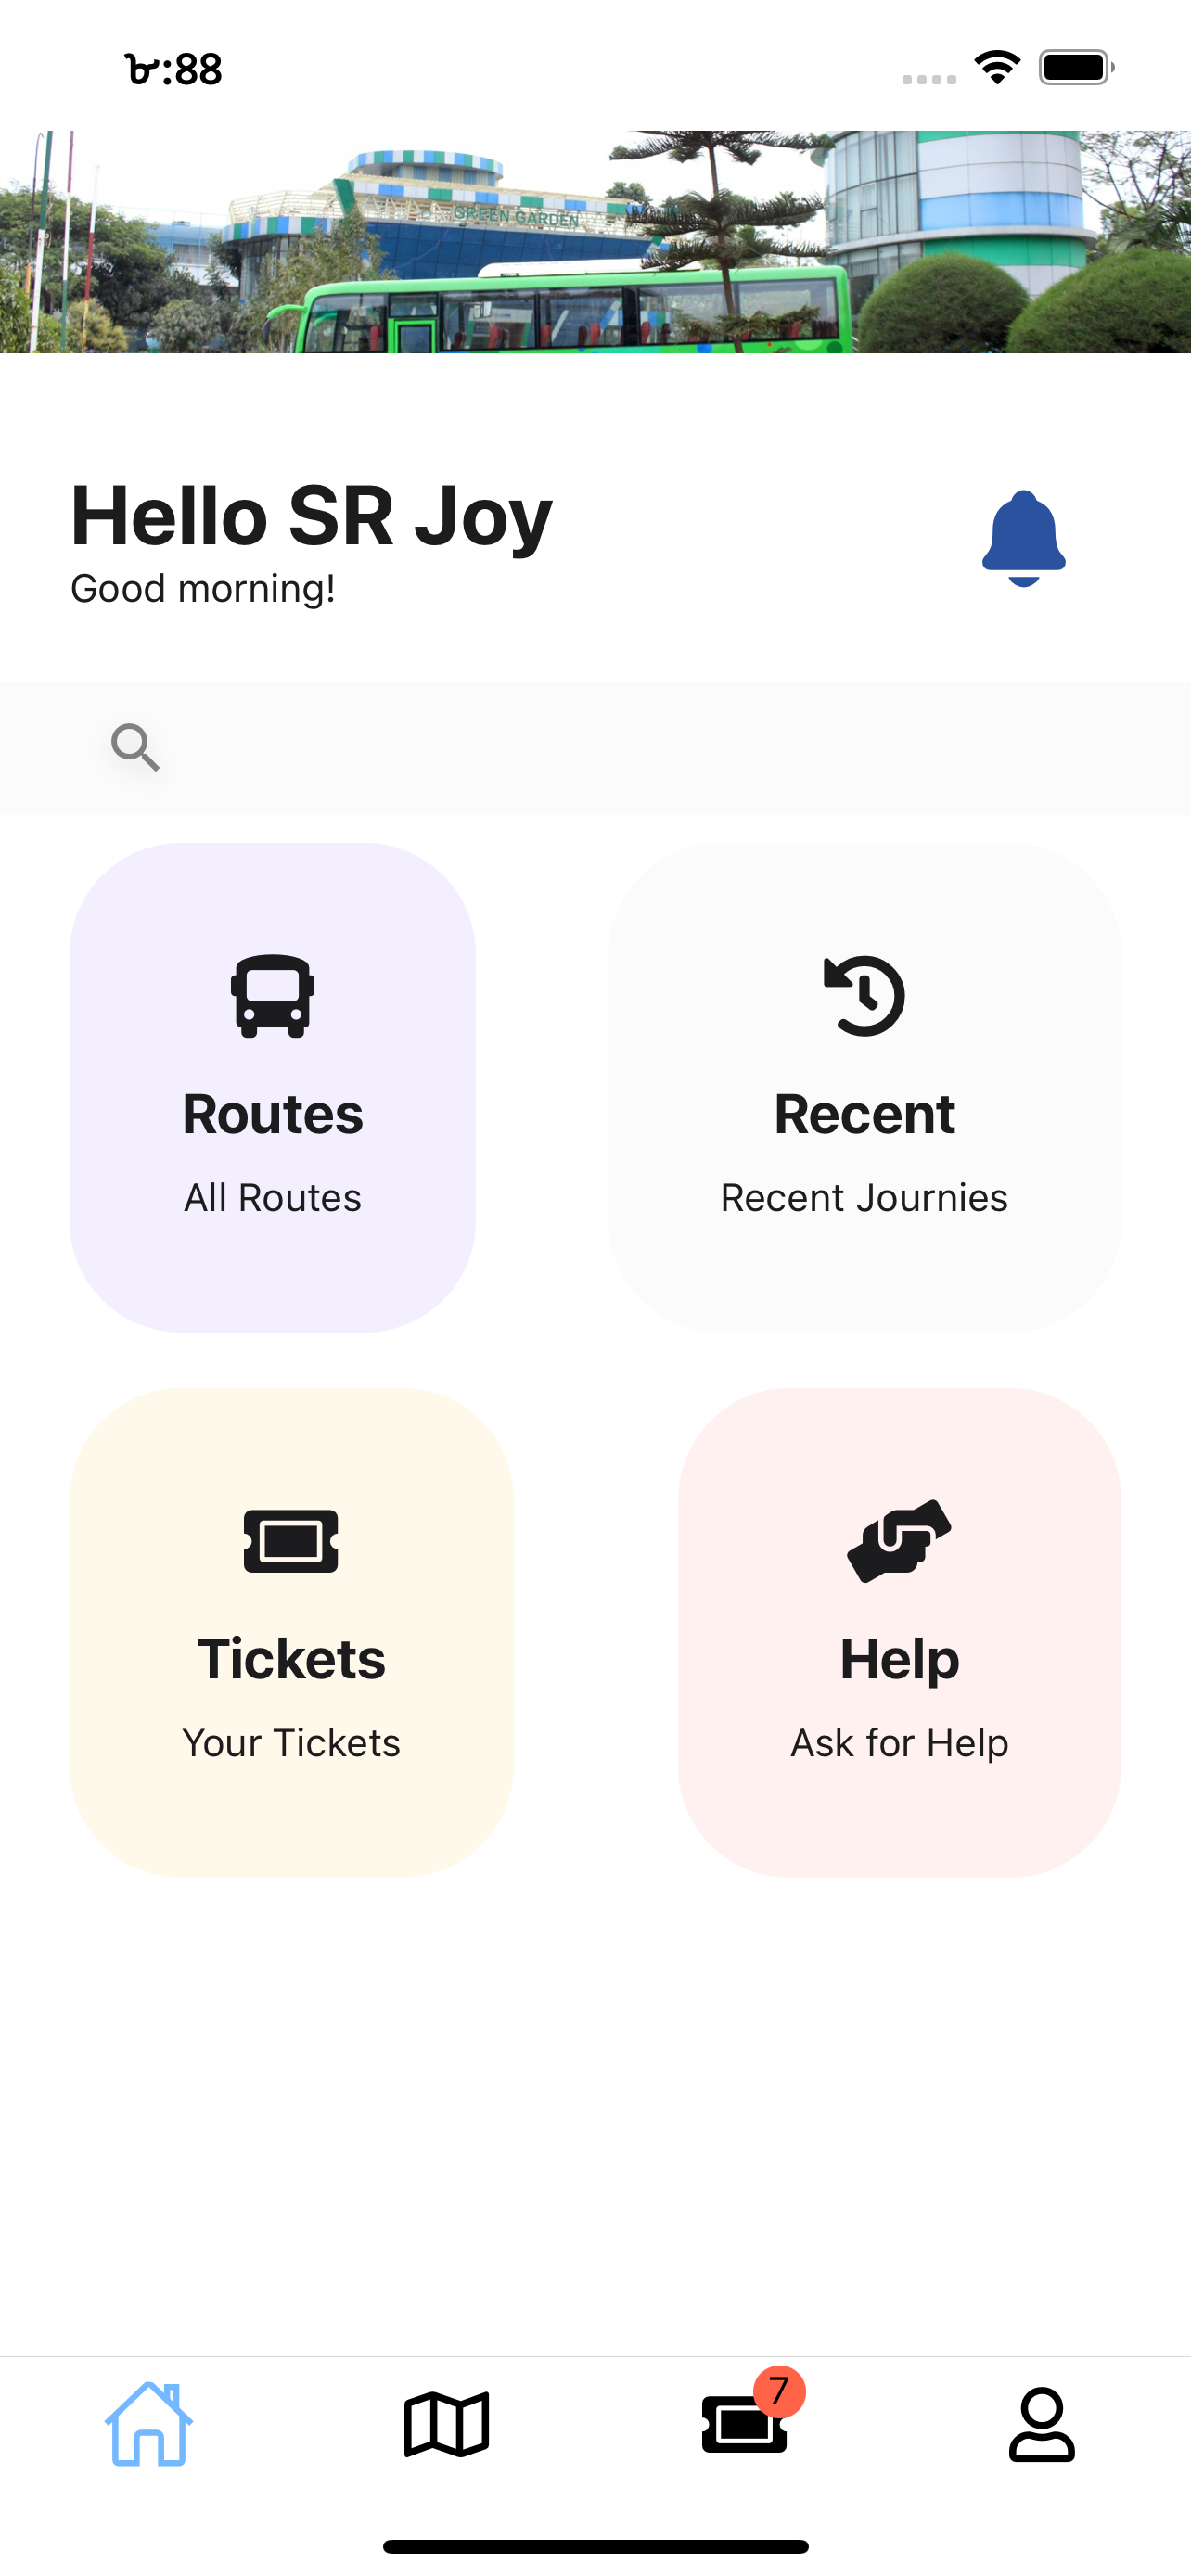 ৮:৪৪
GREEN GARDEN
Hello SR Joy
Good morning!
Routes
All Routes
Recent
Recent Journies
Tickets
Your Tickets
Help
Ask for Help
7